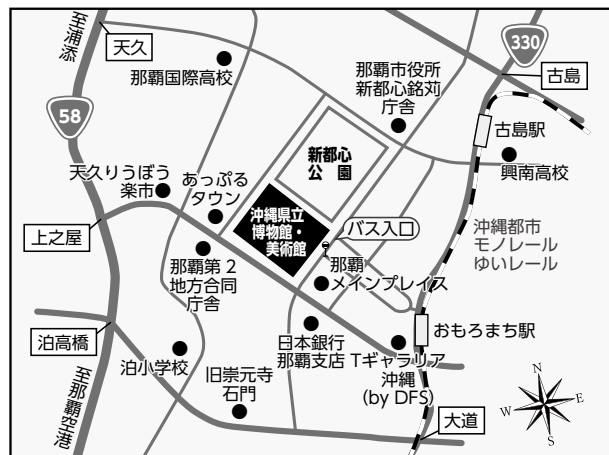 至浦添
天久
那覇国際高校
那覇市役所
新都心銘苅
庁舎
330
古島
58
古島駅
新都心
公園
興南高校
天久りうぼう
楽市
あっぷる
タウン
沖縄県立
博物館・
美術館
バス入口
沖縄都市
モノレール
ゆいレール
上之屋
那覇第2
地方合同
庁舎
那覇
メインプレイス
おもろまち駅
泊高橋
泊小学校
日本銀行
那覇支店
Tギャラリア
沖縄
(by DFS)
旧崇元寺
石門
至那覇空港
大道
N
E
W
S